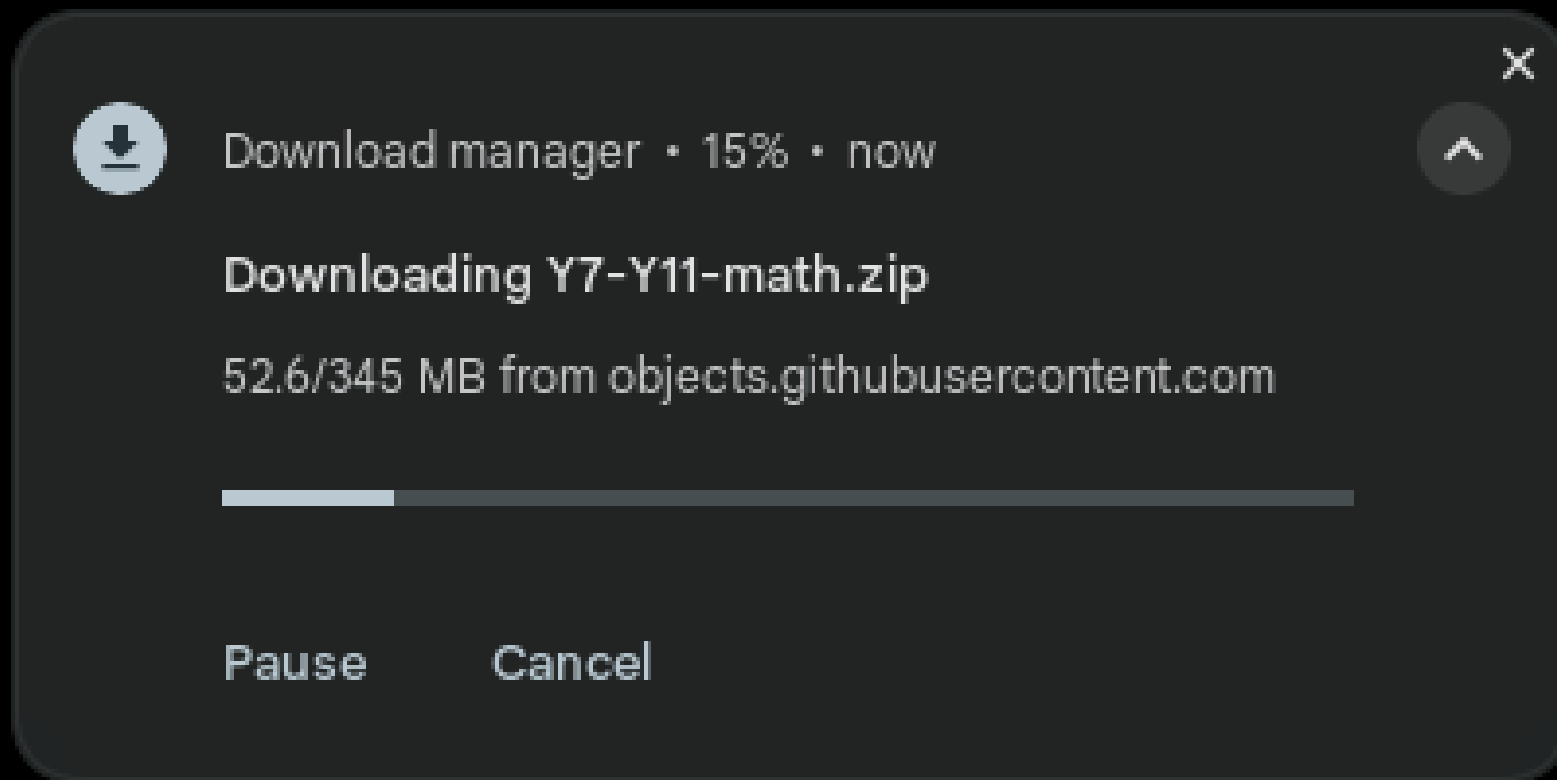 Download manager • 15% • now
Downloading Y7-Y11-math.zip
52.6/345 MB from objects.githubusercontent.com
Pause Cancel